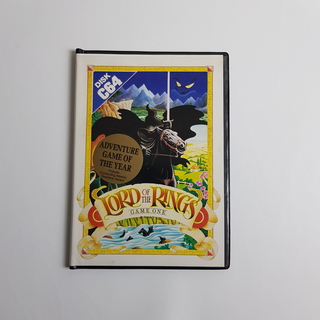 DISK
C64
ADVENTURE
GAME OF
THE YEAR
LORD OF THE RINGS
GAME ONE